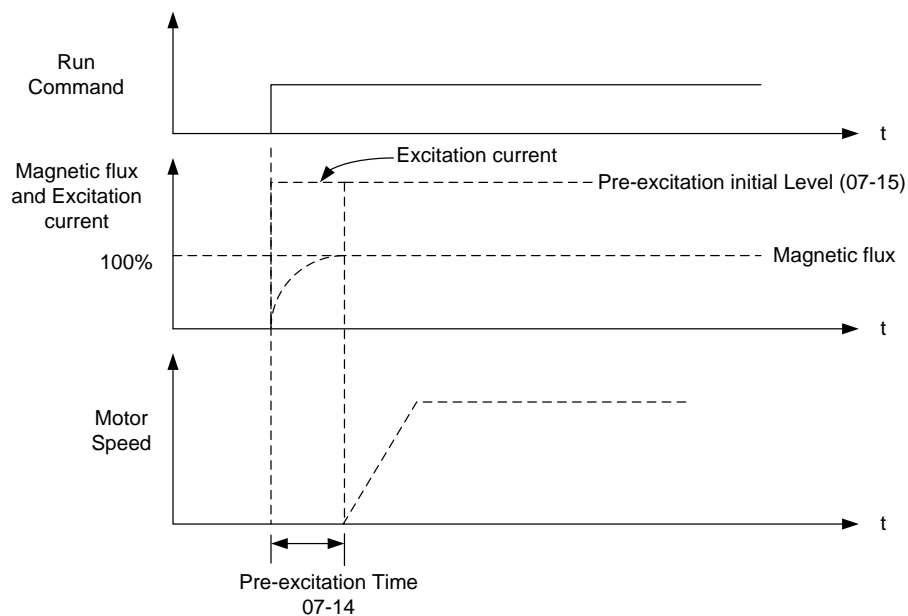 Run
Command
t
Magnetic flux
and Excitation
current
Excitation current
Pre-excitation initial Level (07-15)
100%
Magnetic flux
t
Motor
Speed
t
Pre-excitation Time
07-14